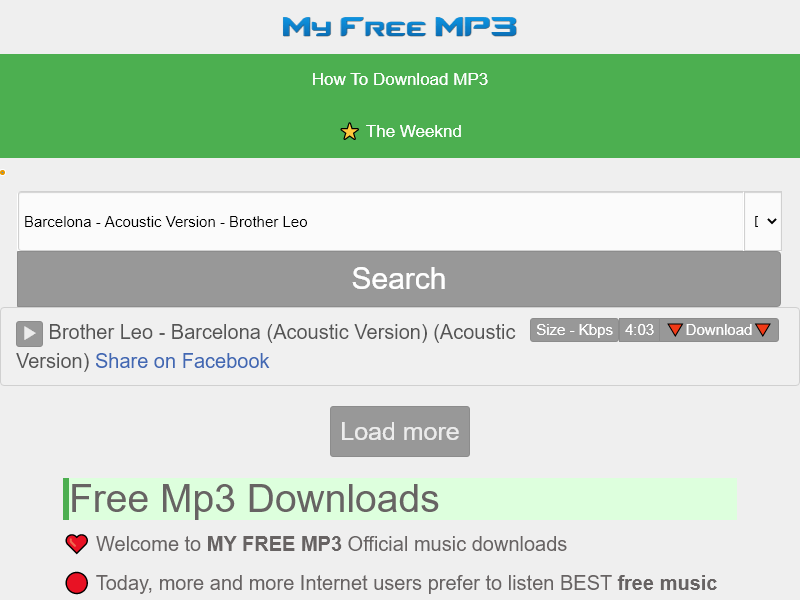 My Free MP3
How To Download MP3
The Weeknd
Barcelona - Acoustic Version - Brother Leo
Search
Brother Leo - Barcelona (Acoustic Version) (Acoustic
Version) Share on Facebook
Size - Kbps 4:03 Download
Load more
Free Mp3 Downloads
Welcome to MY FREE MP3 Official music downloads
Today, more and more Internet users prefer to listen BEST free music